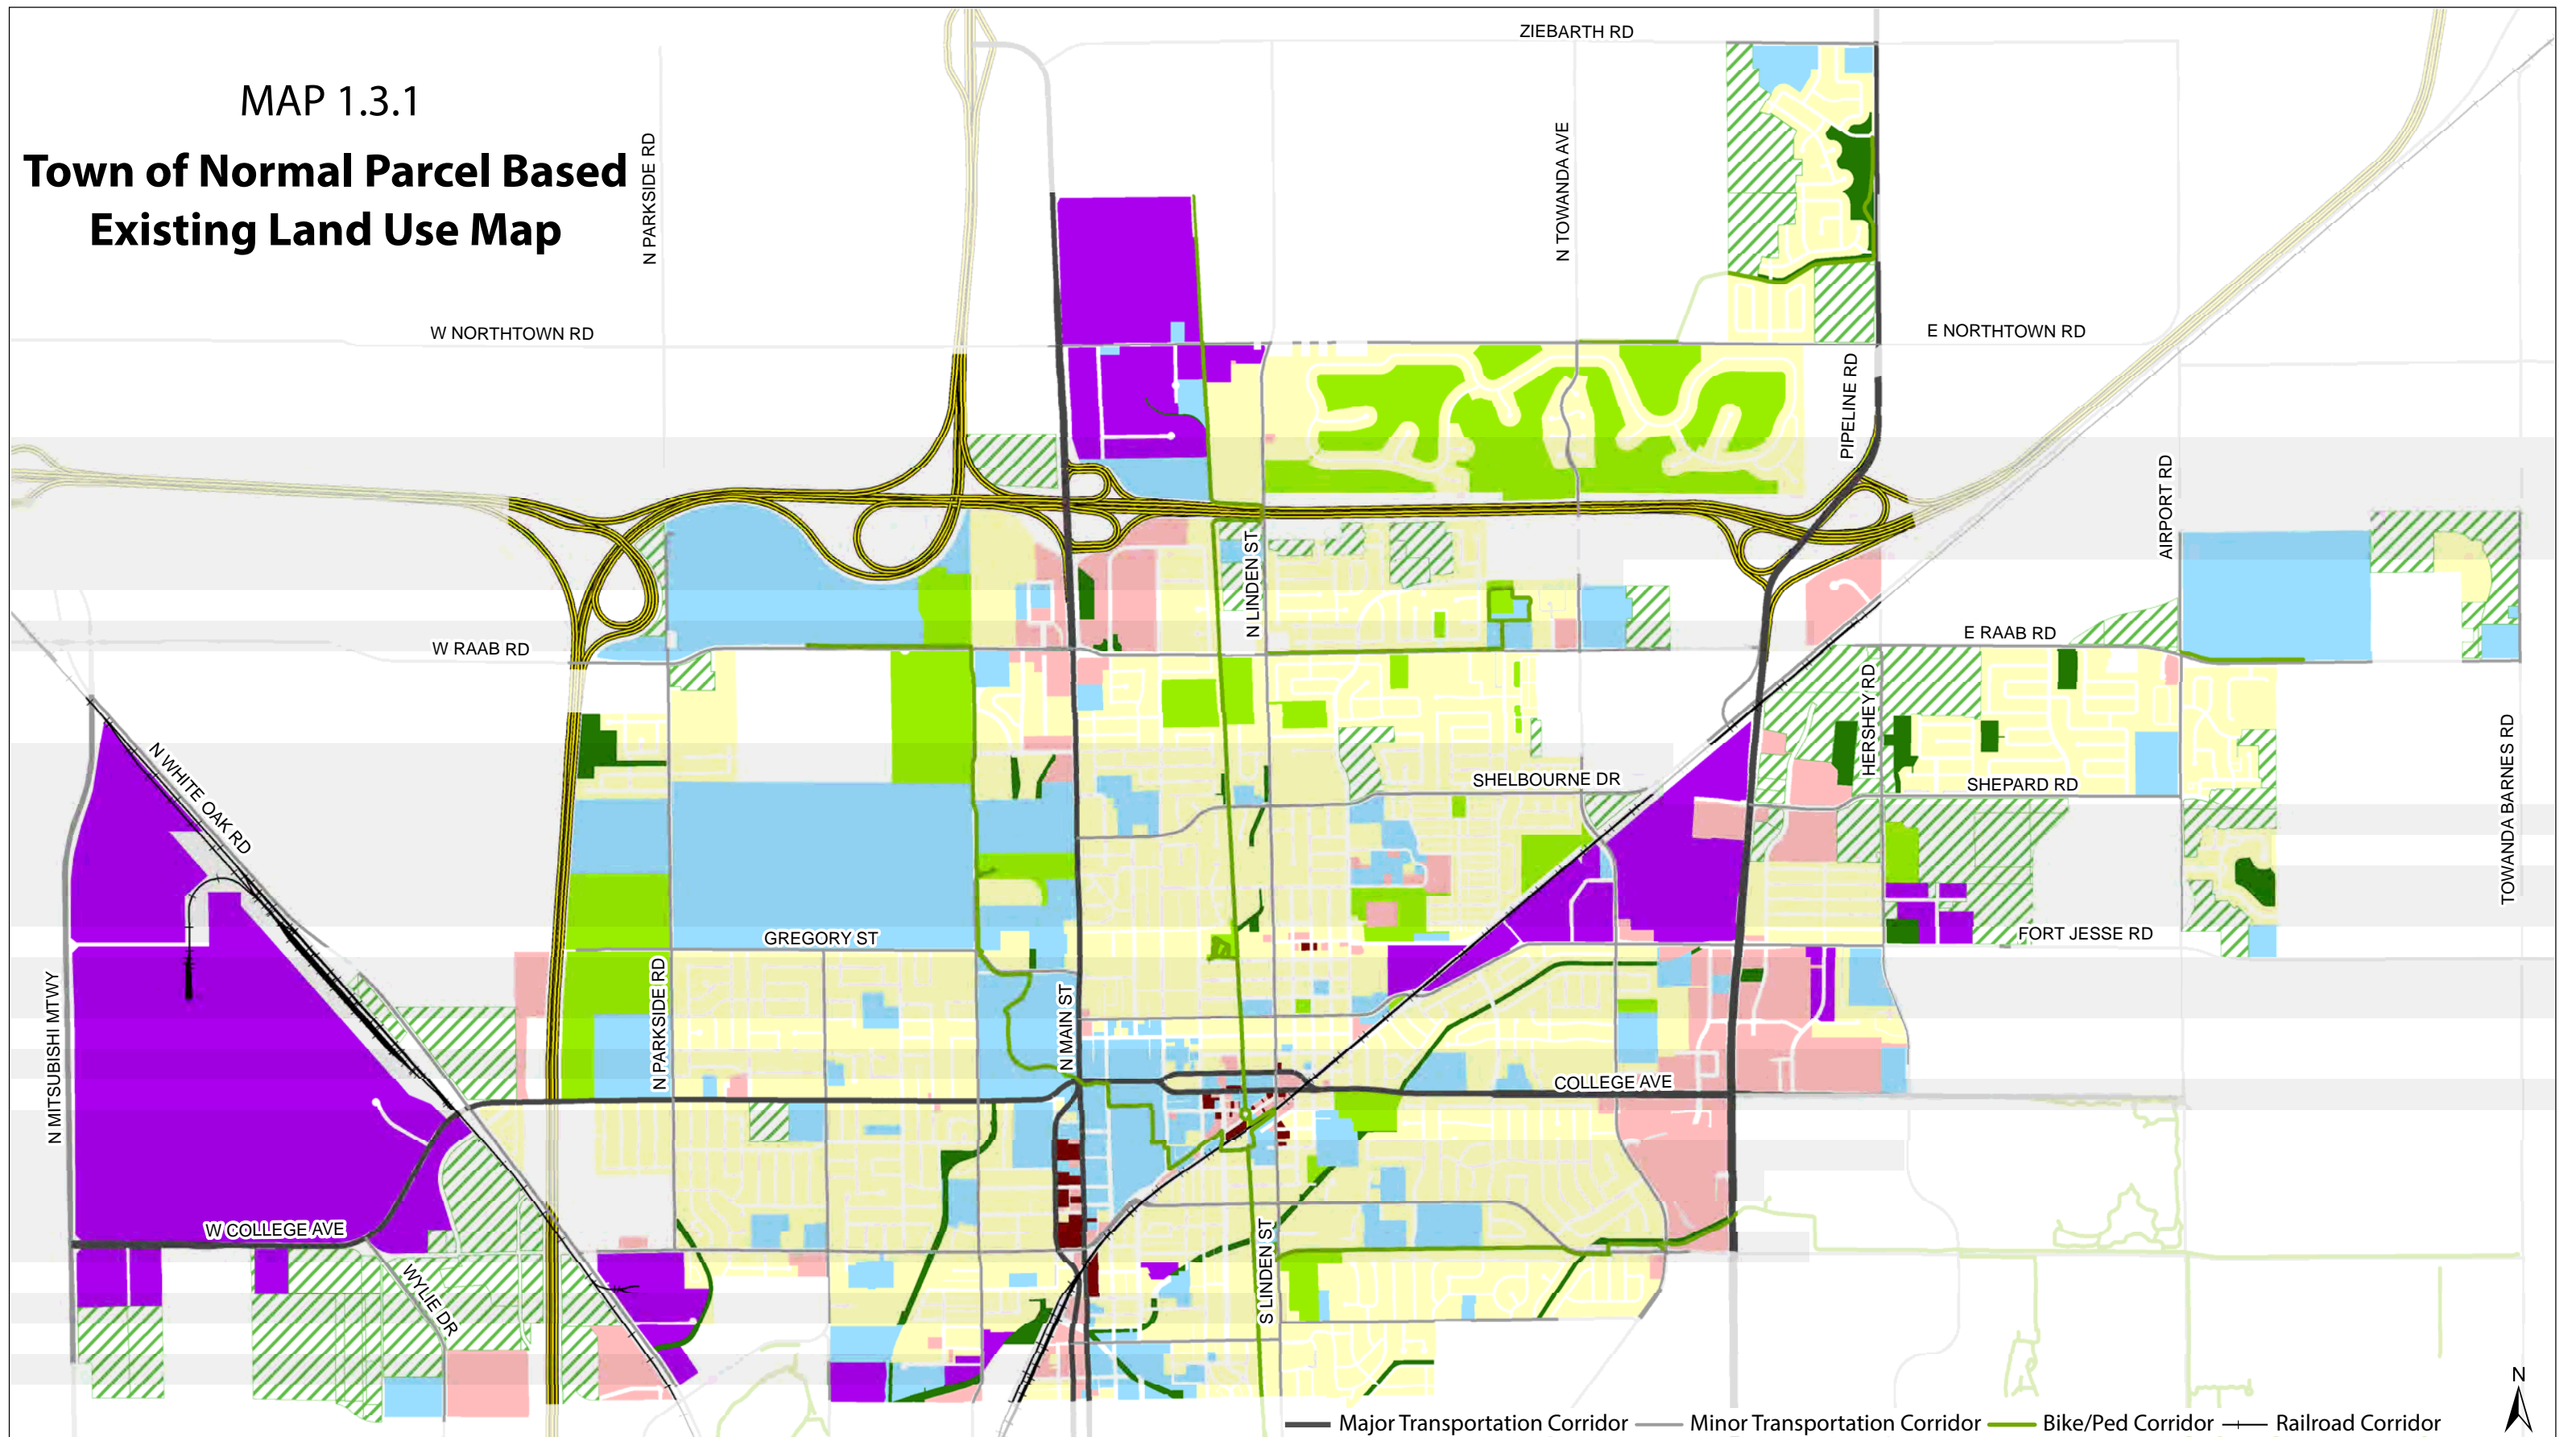 ZIEBARTH RD
MAP 1.3.1
Town of Normal Parcel Based
Existing Land Use Map
N PARKSIDE RD
N TOWANDA AVE
W NORTHTOWN RD
E NORTHTOWN RD
PIPELINE RD
AIRPORT RD
N LINDEN ST
W RAAB RD
E RAAB RD
HERSHEY RD
N WHITE OAK RD
SHELBOURNE DR
SHEPARD RD
TOWANDA BARNES RD
GREGORY ST
FORT JESSE RD
N MITSUBISHI MTWY
N PARKSIDE RD
N MAIN ST
COLLEGE AVE
W COLLEGE AVE
WYLIE DR
S LINDEN ST
N
Major Transportation Corridor Minor Transportation Corridor Bike/Ped Corridor Railroad Corridor